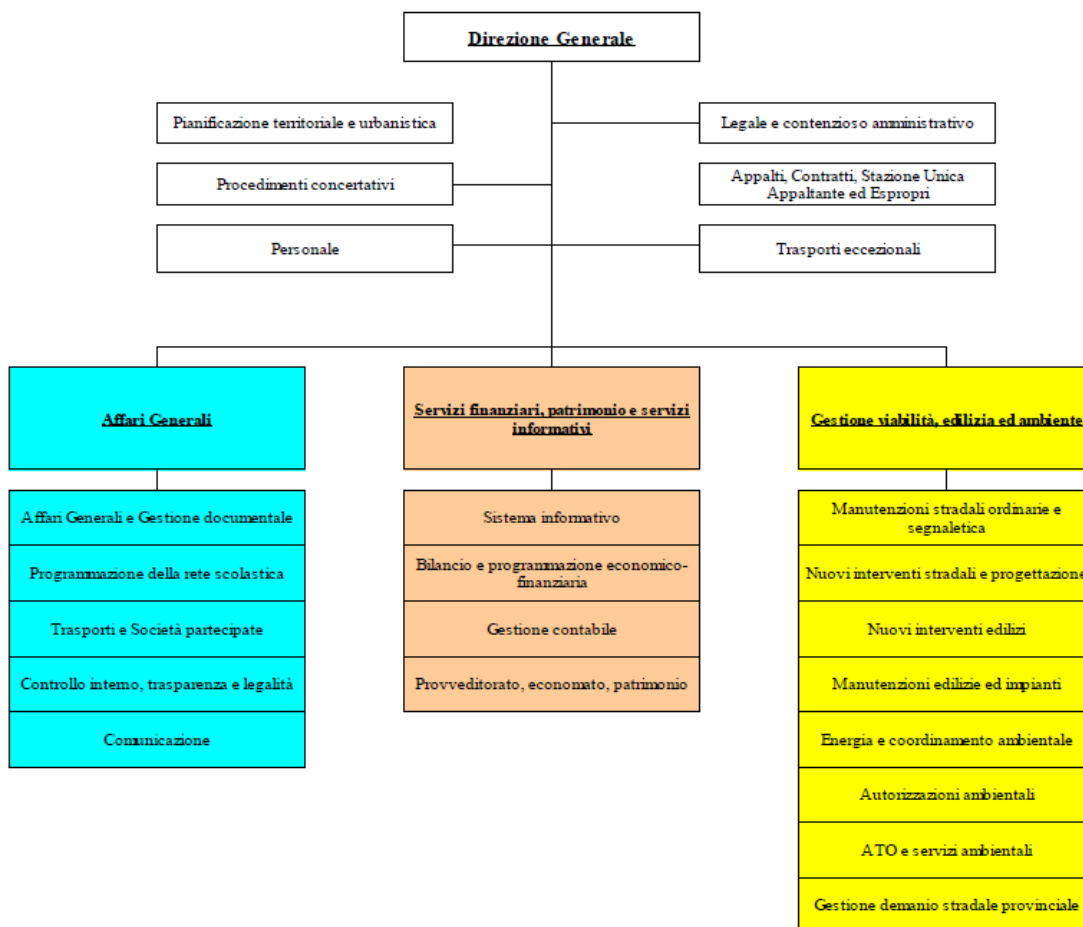 Direzione Generale
Pianificazione territoriale e urbanistica
Legale e contenzioso amministrativo
Procedimenti concertativi
Appalti, Contratti, Stazione Unica
Appaltante ed Espropri
Personale
Trasporti eccezionali
Affari Generali
Servizi finanziari, patrimonio e servizi
informativi
Gestione viabilità, edilizia ed ambiente
Affari Generali e Gestione documentale
Programmazione della rete scolastica
Trasporti e Società partecipate
Controllo interno, trasparenza e legalità
Comunicazione
Sistema informativo
Bilancio e programmazione economico-
finanziaria
Gestione contabile
Provveditorato, economato, patrimonio
Manutenzioni stradali ordinarie e
segnaletica
Nuovi interventi stradali e progettazione
Nuovi interventi edilizi
Manutenzioni edilizie ed impianti
Energia e coordinamento ambientale
Autorizzazioni ambientali
ATO e servizi ambientali
Gestione demanio stradale provinciale